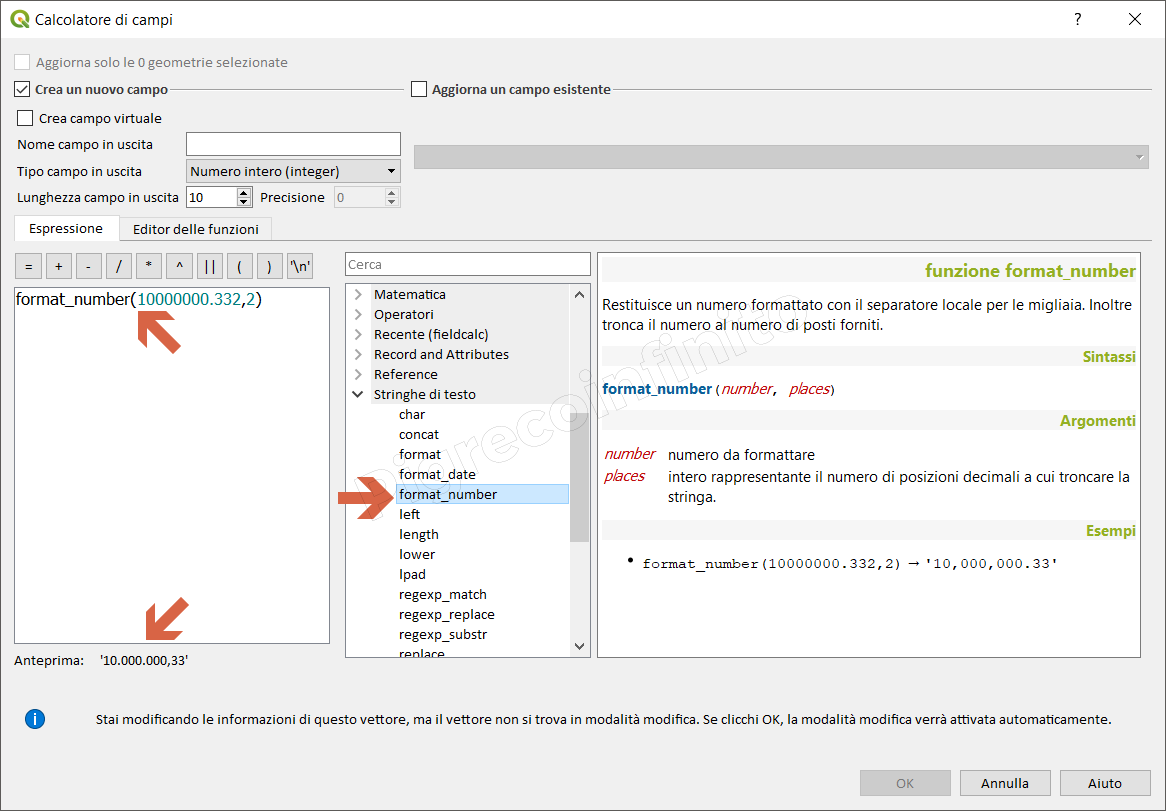 Calcolatore di campi
?
Aggiorna solo le 0 geometrie selezionate
Crea un nuovo campo
Aggiorna un campo esistente
Crea campo virtuale
Nome campo in uscita
Tipo campo in uscita Numero intero (integer)
Lunghezza campo in uscita 10 Precisione 0
Espressione Editor delle funzioni
= + - / * ^ || ( ) '\n'
format_number(10000000.332,2)
Anteprima: '10.000.000,33'
Cerca
Matematica
Operatori
Recente (fieldcalc)
Record and Attributes
Reference
Stringhe di testo
char
concat
format
format_date
format_number
left
length
lower
lpad
regexp_match
regexp_replace
regexp_substr
replace
funzione format_number
Restituisce un numero formattato con il separatore locale per le migliaia. Inoltre
tronca il numero al numero di posti forniti.
Sintassi
format_number(number, places)
Argomenti
number numero da formattare
places intero rappresentante il numero di posizioni decimali a cui troncare la
stringa.
Esempi
• format_number(10000000.332,2) → '10,000,000.33'
Pigrecoinfinito
Stai modificando le informazioni di questo vettore, ma il vettore non si trova in modalità modifica. Se clicchi OK, la modalità modifica verrà attivata automaticamente.
OK Annulla Aiuto